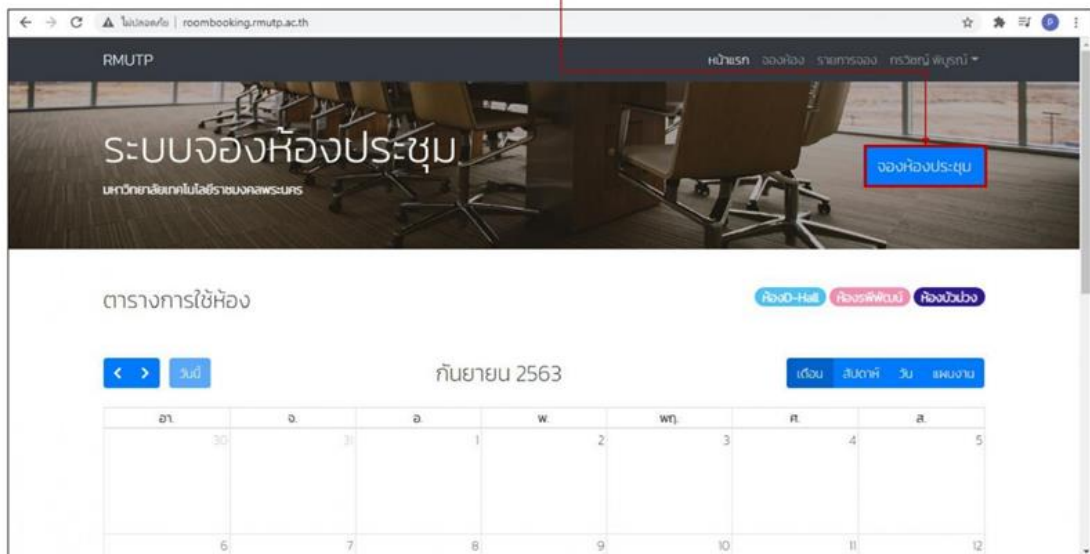 ไม่ปลอดภัย | roombooking.rmutp.ac.th
RMUTP หน้าแรก จองห้อง รายการจอง
ระบบจองห้องประชุม
จองห้องประชุม
มหาวิทยาลัยเทคโนโลยีราชมงคลพระนคร
ตารางการใช้ห้อง ห้องD-Hall ห้องรพีพัฒน์ ห้องบัวม่วง
วันนี้ กันยายน 2563 เดือน สัปดาห์ วัน แผนงาน
อา. จ. อ. พ. พฤ. ศ. ส.
30 31 1 2 3 4 5
6 7 8 9 10 11 12